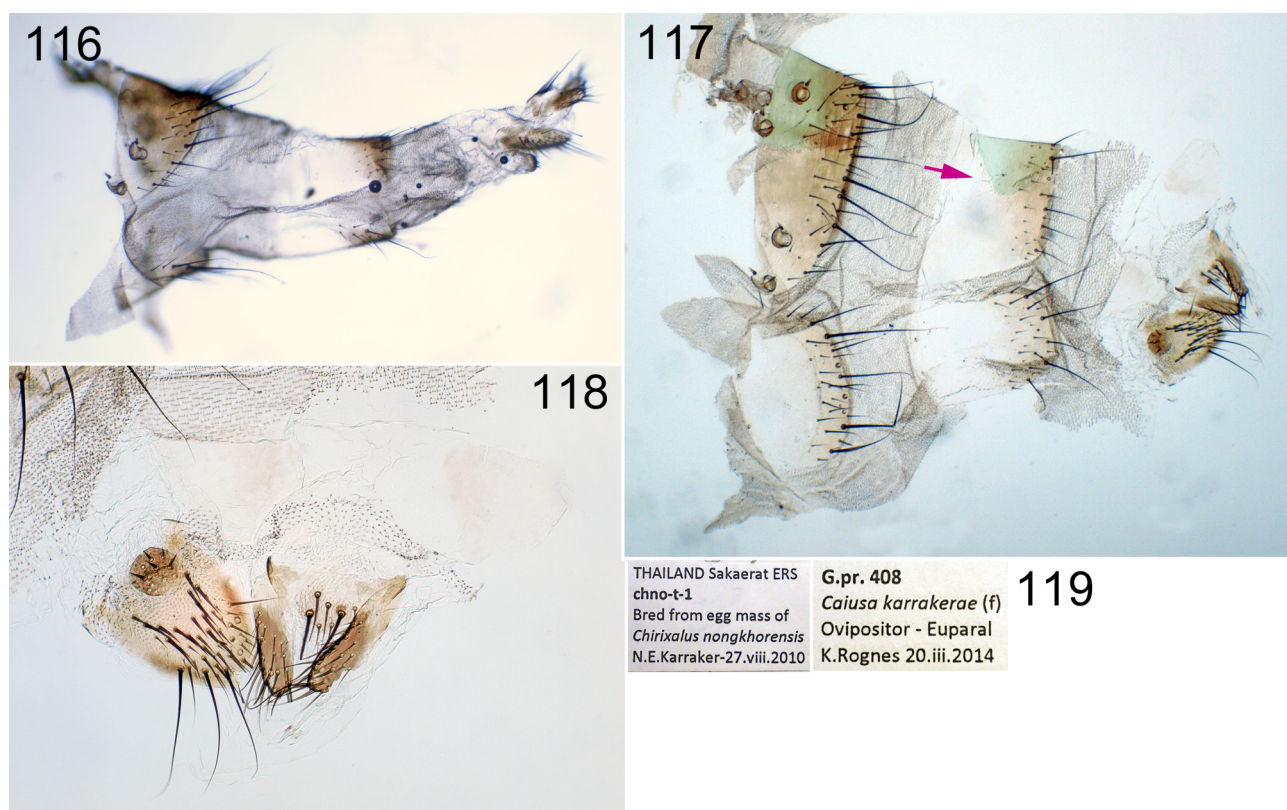 116
117
118
THAILAND Sakaerat ERS
chno-t-1
Bred from egg mass of
Chirixalus nongkhorensis
N.E.Karraker-27.viii.2010
G.pr. 408
Caiusa karrakerae (f)
Ovipositor - Euparal
K.Rognes 20.iii.2014
119